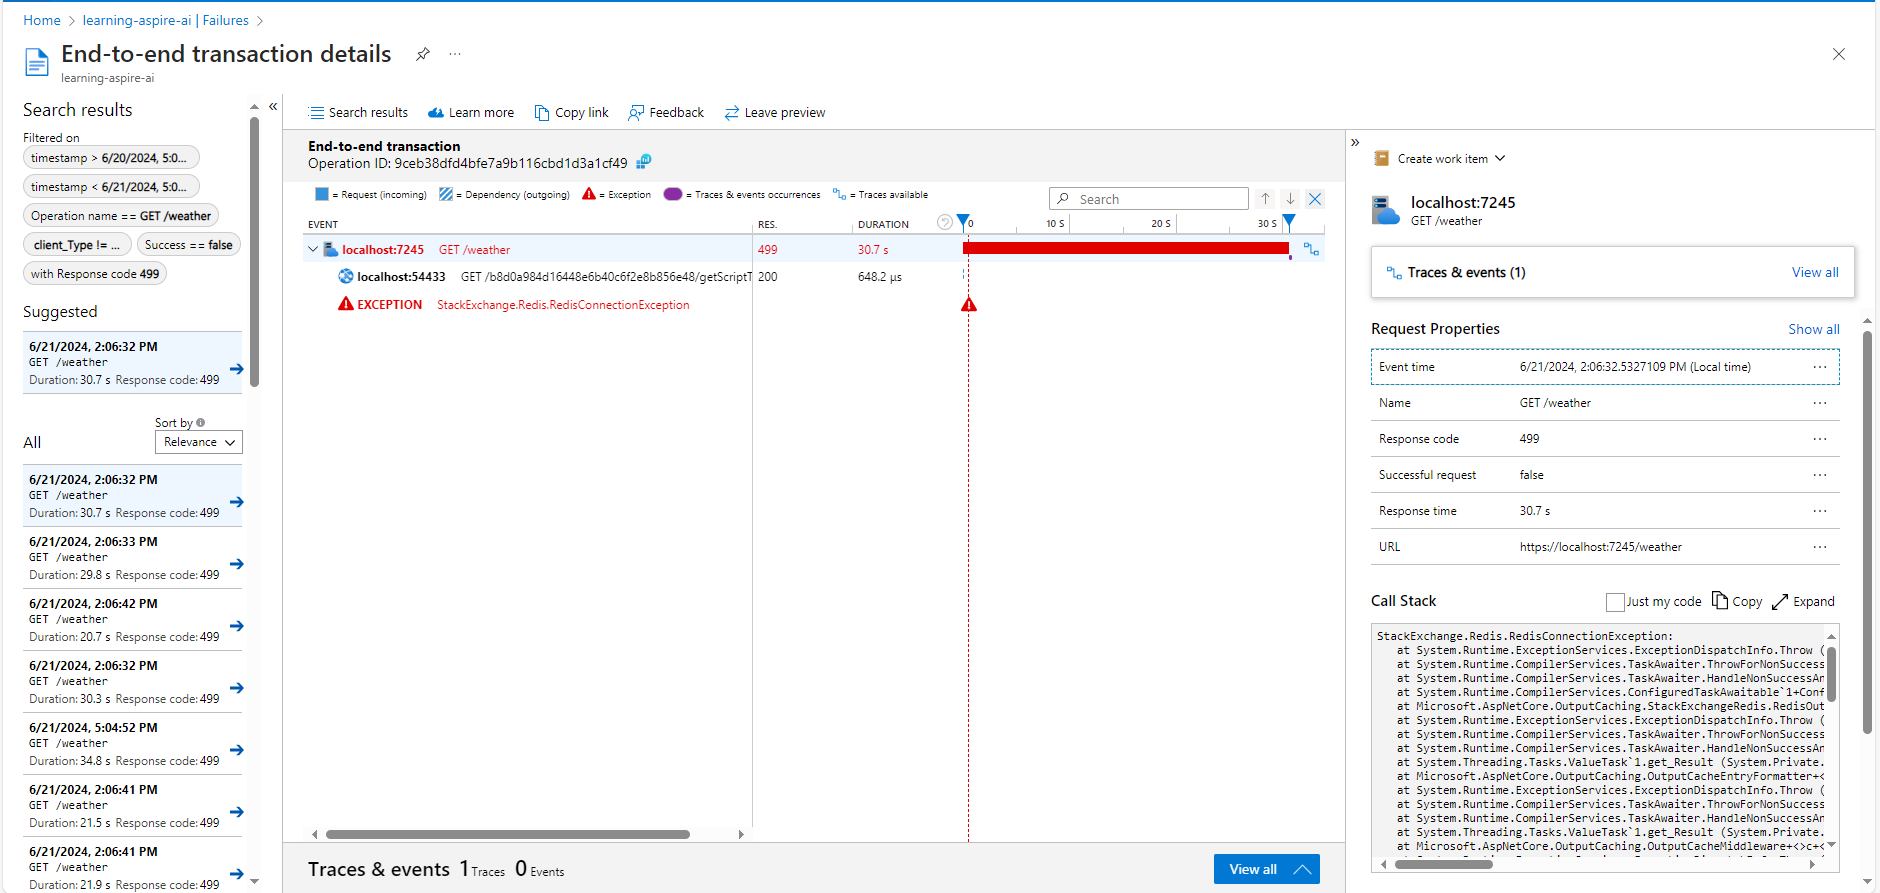 Home > learning-aspire-ai | Failures >
End-to-end transaction details
learning-aspire-ai
Search results
Filtered on
timestamp > 6/20/2024, 5:0...
timestamp < 6/21/2024, 5:0...
Operation name == GET /weather
client_Type != ... Success == false
with Response code 499
Suggested
6/21/2024, 2:06:32 PM
GET /weather
Duration: 30.7 s Response code: 499
Sort by
All
Relevance
6/21/2024, 2:06:32 PM
GET /weather
Duration: 30.7 s Response code: 499
6/21/2024, 2:06:33 PM
GET /weather
Duration: 29.8 s Response code: 499
6/21/2024, 2:06:42 PM
GET /weather
Duration: 20.7 s Response code: 499
6/21/2024, 2:06:32 PM
GET /weather
Duration: 30.3 s Response code: 499
6/21/2024, 5:04:52 PM
GET /weather
Duration: 34.8 s Response code: 499
6/21/2024, 2:06:41 PM
GET /weather
Duration: 21.5 s Response code: 499
6/21/2024, 2:06:41 PM
GET /weather
Duration: 21.9 s Response code: 499
Search results Learn more Copy link Feedback Leave preview
End-to-end transaction
Operation ID: 9ceb38dfd4bfe7a9b116cbd1d3a1cf49
= Request (incoming) = Dependency (outgoing) = Exception = Traces & events occurrences = Traces available
Search
EVENT RES. DURATION 0 10 S 20 S 30 S
localhost:7245 GET /weather 499 30.7 s
localhost:54433 GET /b8d0a984d16448e6b40c6f2e8b856e48/getScriptT 200 648.2 µs
EXCEPTION StackExchange.Redis.RedisConnectionException
Traces & events 1 Traces 0 Events
View all
Create work item
localhost:7245
GET /weather
Traces & events (1) View all
Request Properties Show all
Event time 6/21/2024, 2:06:32.5327109 PM (Local time) ...
Name GET /weather ...
Response code 499 ...
Successful request false ...
Response time 30.7 s ...
URL https://localhost:7245/weather ...
Call Stack Just my code Copy Expand
StackExchange.Redis.RedisConnectionException:
at System.Runtime.ExceptionServices.ExceptionDispatchInfo.Throw (
at System.Runtime.CompilerServices.TaskAwaiter.ThrowForNonSuccess
at System.Runtime.CompilerServices.TaskAwaiter.HandleNonSuccessAn
at System.Runtime.CompilerServices.ConfiguredTaskAwaitable`1+Conf
at Microsoft.AspNetCore.OutputCaching.StackExchangeRedis.RedisOut
at System.Runtime.ExceptionServices.ExceptionDispatchInfo.Throw (
at System.Runtime.CompilerServices.TaskAwaiter.ThrowForNonSuccess
at System.Runtime.CompilerServices.TaskAwaiter.HandleNonSuccessAn
at System.Threading.Tasks.ValueTask`1.get_Result (System.Private.
at Microsoft.AspNetCore.OutputCaching.OutputCacheEntryFormatter+<
at System.Runtime.ExceptionServices.ExceptionDispatchInfo.Throw (
at System.Runtime.CompilerServices.TaskAwaiter.ThrowForNonSuccess
at System.Runtime.CompilerServices.TaskAwaiter.HandleNonSuccessAn
at System.Threading.Tasks.ValueTask`1.get_Result (System.Private.
at Microsoft.AspNetCore.OutputCaching.OutputCacheMiddleware+<>c+<